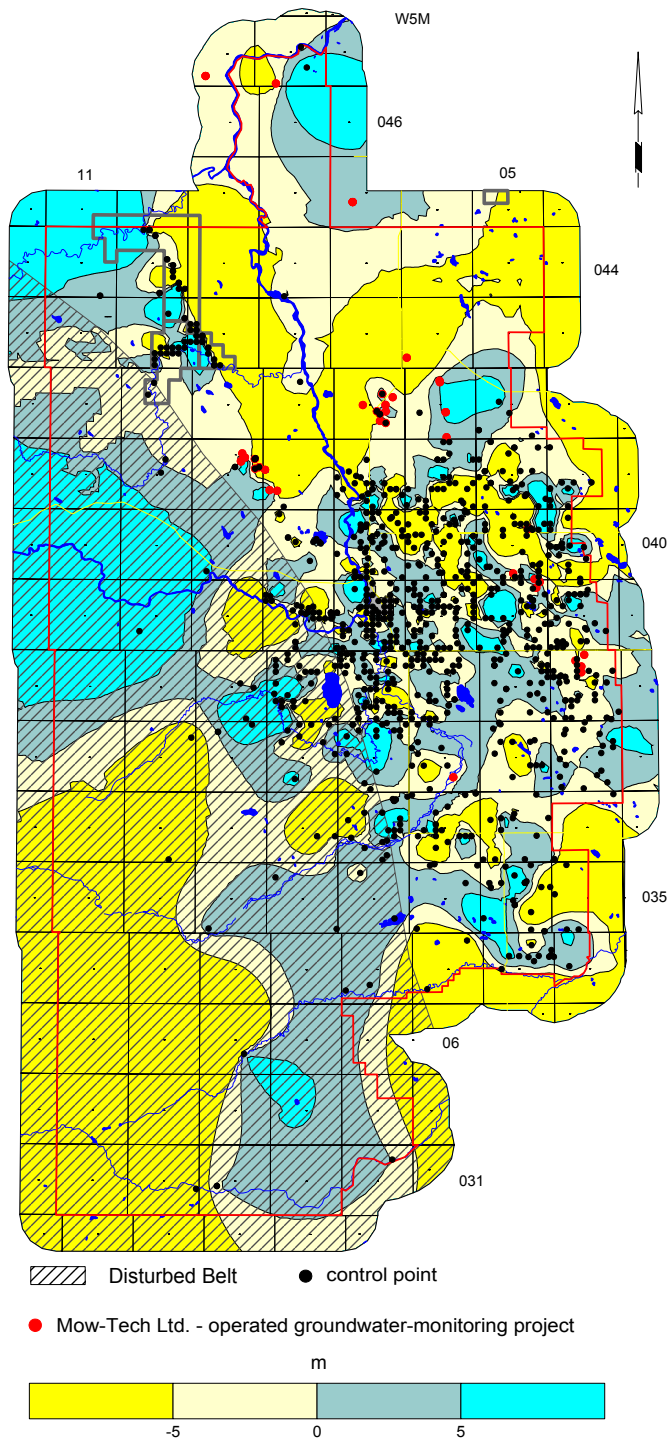 W5M
046
11
05
044
040
035
06
031
Disturbed Belt
control point
Mow-Tech Ltd. - operated groundwater-monitoring project
m
-5 0 5